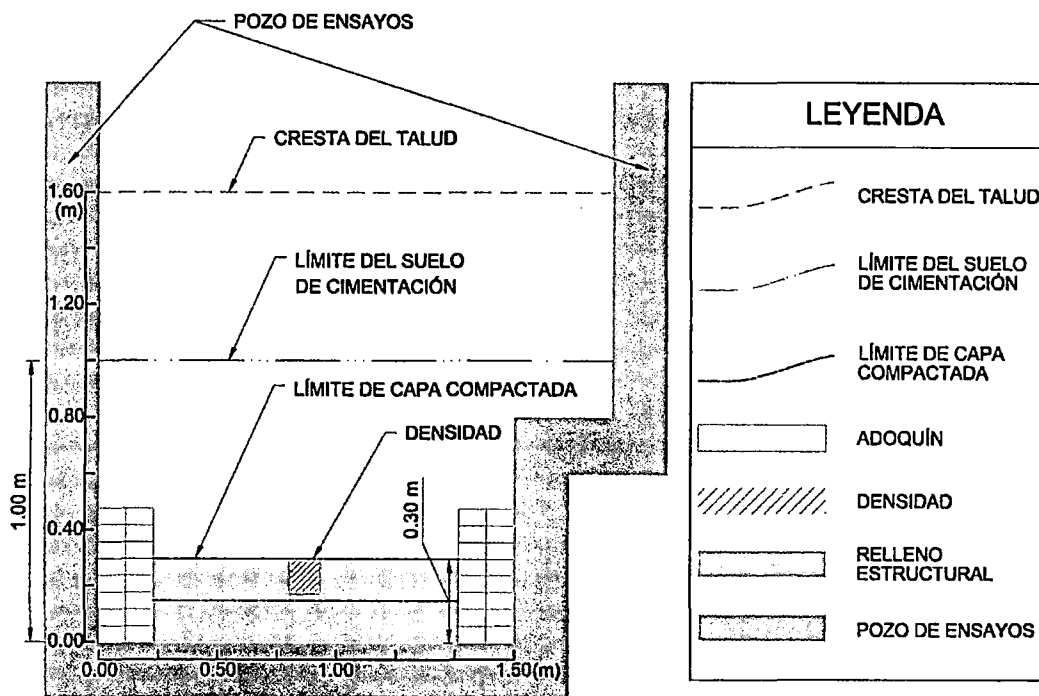 POZO DE ENSAYOS
CRESTA DEL TALUD
1.60
(m)
LÍMITE DEL SUELO
DE CIMENTACIÓN
1.20
LÍMITE DE CAPA COMPACTADA
0.80
DENSIDAD
1.00 m
0.40
0.30 m
0.00
0.00
0.50
1.00
1.50(m)
LEYENDA
CRESTA DEL TALUD
LÍMITE DEL SUELO
DE CIMENTACIÓN
LÍMITE DE CAPA
COMPACTADA
ADOQUÍN
DENSIDAD
RELLENO
ESTRUCTURAL
POZO DE ENSAYOS